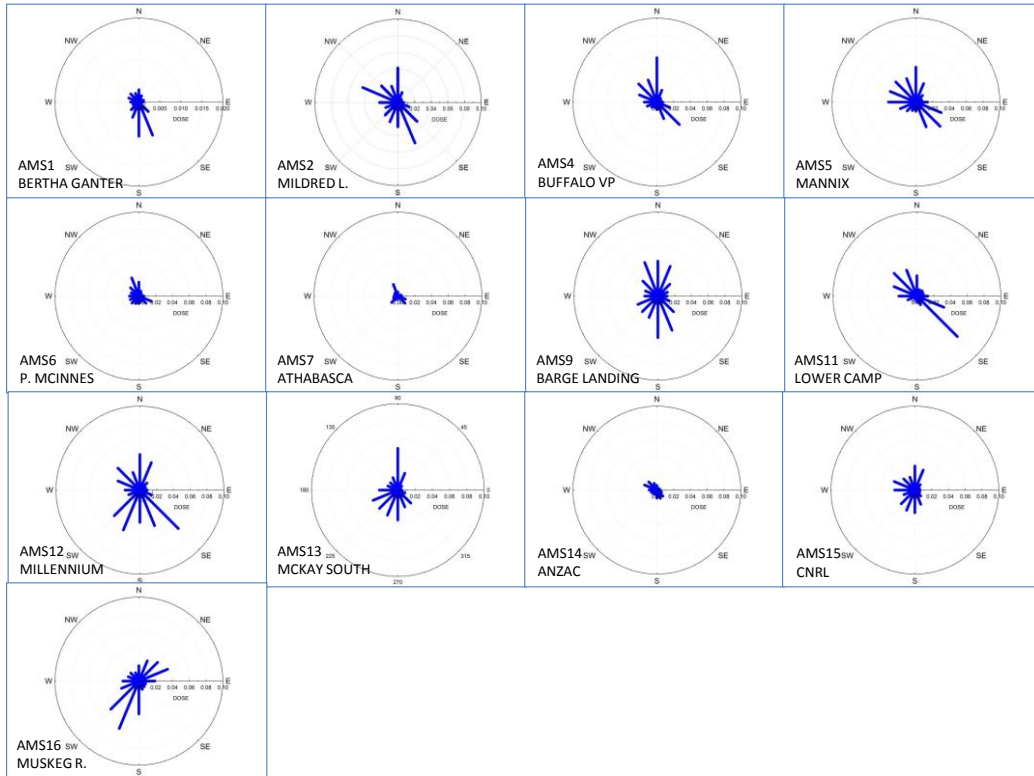 N
NW NE
W 0.005 0.010 0.015 0.020 E
DOSE
AMS1 SW SE
BERTHA GANTER
S
N
NW NE
W 0.02 0.04 0.06 0.08 0.10 E
DOSE
AMS2 SW SE
MILDRED L.
S
N
NW NE
W 0.02 0.04 0.06 0.08 0.10 E
DOSE
AMS4 SW SE
BUFFALO VP
S
N
NW NE
W 0.02 0.04 0.06 0.08 0.10 E
DOSE
AMS5 SW SE
MANNIX
S
N
NW NE
W 0.02 0.04 0.06 0.08 0.10 E
DOSE
AMS6 SW SE
P. MCINNES
S
N
NW NE
W 0.02 0.04 0.06 0.08 0.10 E
DOSE
AMS7 SW SE
ATHABASCA
S
N
NW NE
W 0.02 0.04 0.06 0.08 0.10 E
DOSE
AMS9 SW SE
BARGE LANDING
S
N
NW NE
W 0.02 0.04 0.06 0.08 0.10 E
DOSE
AMS11 SW SE
LOWER CAMP
S
N
NW NE
W 0.02 0.04 0.06 0.08 0.10 E
DOSE
AMS12 SW SE
MILLENNIUM
S
90
135 45
180 0.02 0.04 0.06 0.08 0.10 0
DOSE
AMS13 225 315
MCKAY SOUTH
270
N
NW NE
W 0.02 0.04 0.06 0.08 0.10 E
DOSE
AMS14 SW SE
ANZAC
S
N
NW NE
W 0.02 0.04 0.06 0.08 0.10 E
DOSE
AMS15 SW SE
CNRL
S
N
NW NE
W 0.02 0.04 0.06 0.08 0.10 E
DOSE
AMS16 SW SE
MUSKEG R.
S